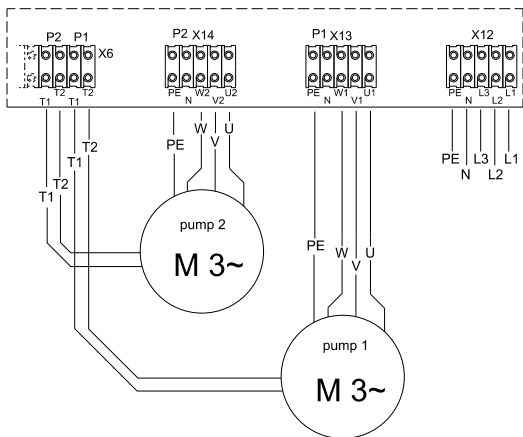 P2 P1 X6
P2 X14
P1 X13
X12
T1 T2 T1 T2
PE N W2 V2 U2
PE N W1 V1 U1
PE N L3 L2 L1
PE W V U
PE N L3 L2 L1
T1 T2 T1 T2
pump 2
M 3~
PE W V U
pump 1
M 3~